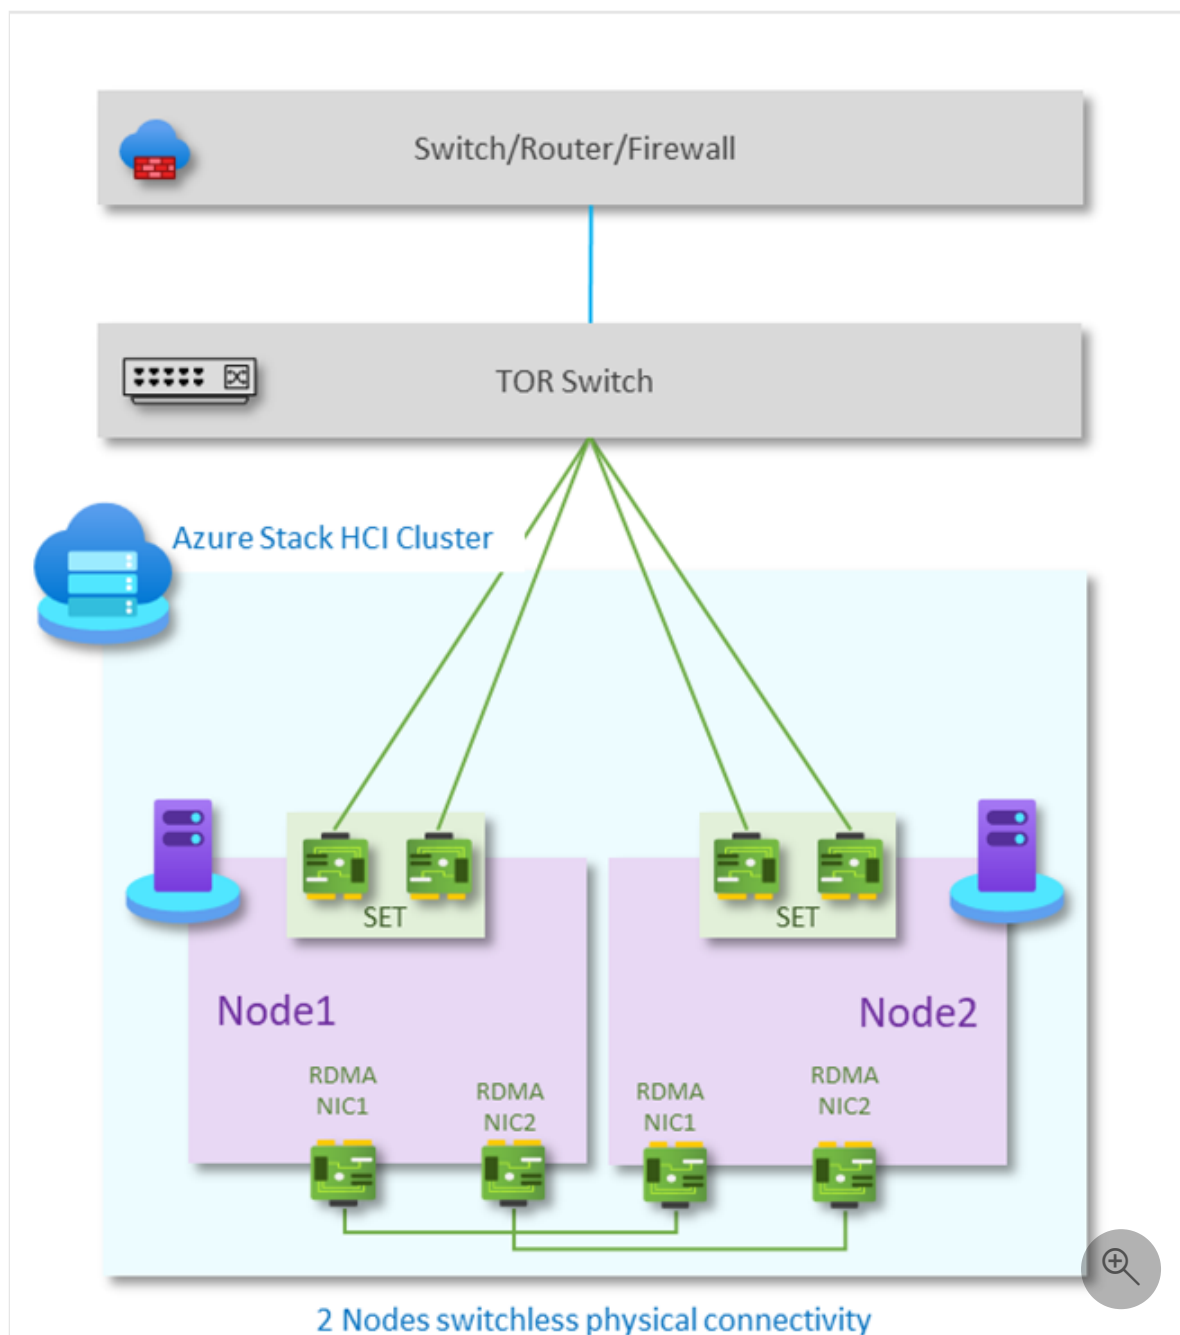 Switch/Router/Firewall
TOR Switch
Azure Stack HCI Cluster
SET
SET
Node1
Node2
RDMA
NIC1
RDMA
NIC2
RDMA
NIC1
RDMA
NIC2
2 Nodes switchless physical connectivity